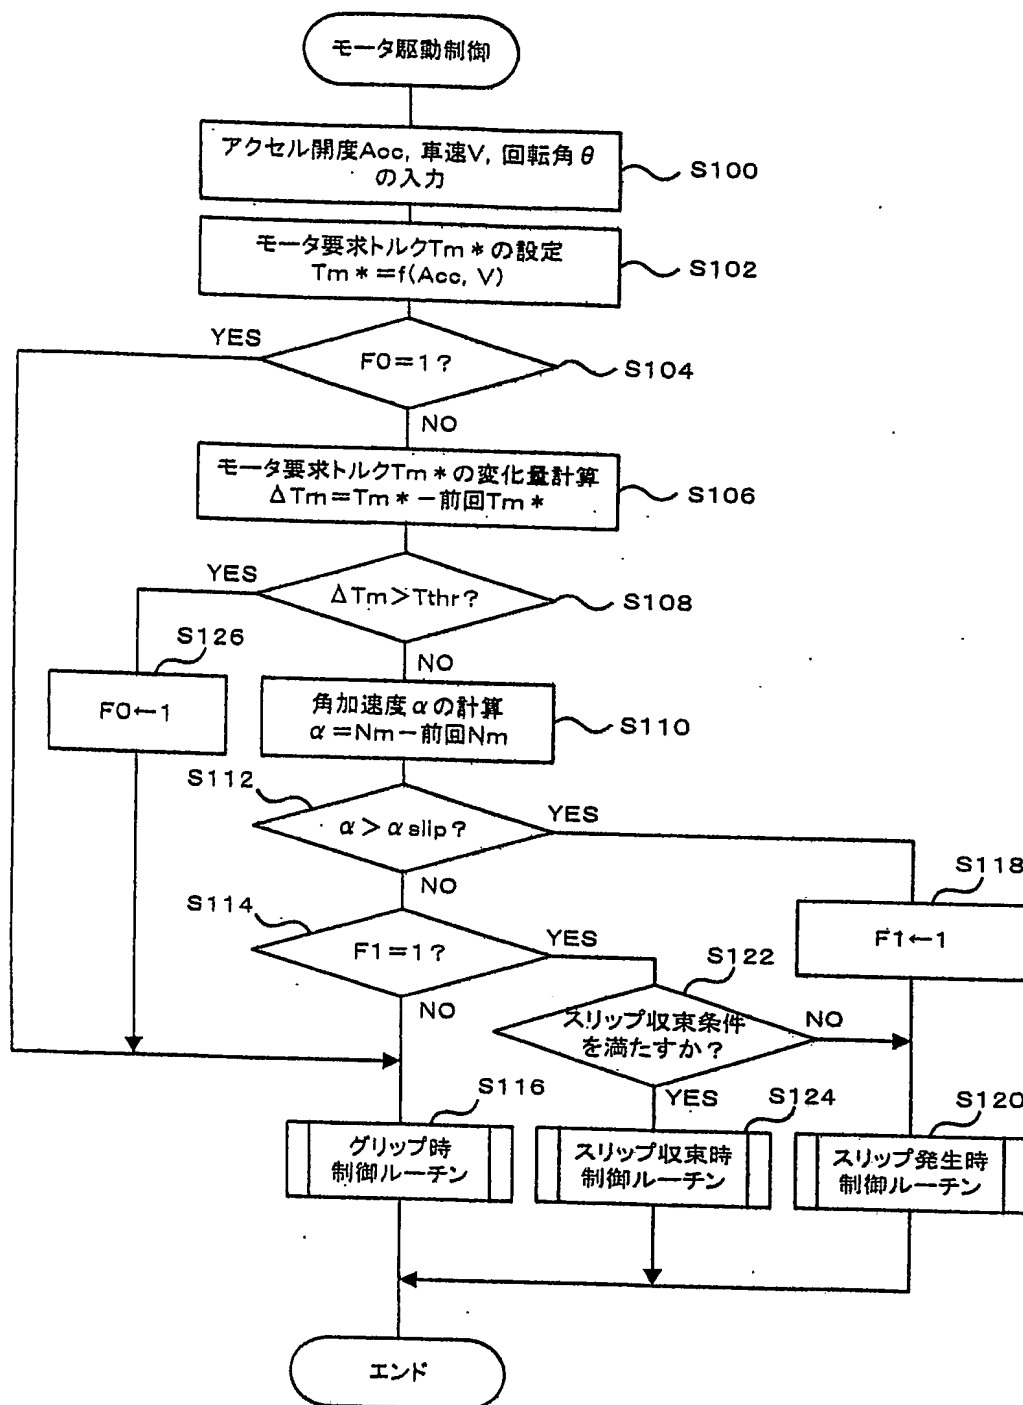 モータ駆動制御
アクセル開度Acc, 車速V, 回転角θ
の入力
S100
モータ要求トルクTm*の設定
Tm*=f(Acc, V)
S102
YES
F0=1?
S104
NO
モータ要求トルクTm*の変化量計算
ΔTm=Tm*-前回Tm*
S106
YES
ΔTm>Tthr?
S108
S126
NO
F0←1
角加速度αの計算
α=Nm-前回Nm
S110
S112
α>αslip?
YES
S118
NO
S114
F1←1
F1=1?
YES
S122
NO
スリップ収束条件
を満たすか?
NO
YES
S116
S124
S120
グリップ時
制御ルーチン
スリップ収束時
制御ルーチン
スリップ発生時
制御ルーチン
エンド